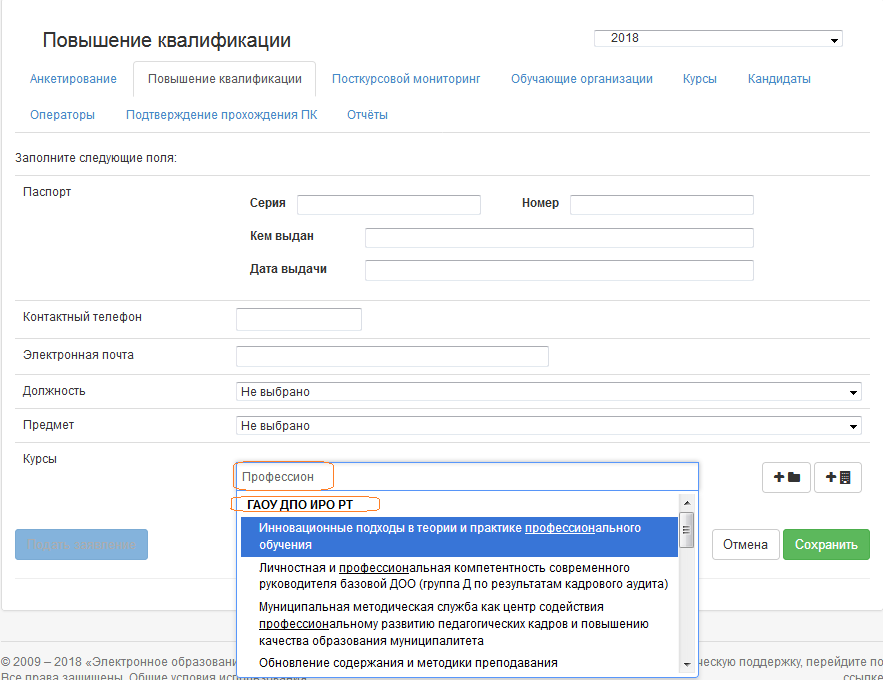 Повышение квалификации
2018
Анкетирование Повышение квалификации Посткурсовой мониторинг Обучающие организации Курсы Кандидаты
Операторы Подтверждение прохождения ПК Отчёты
Заполните следующие поля:
Паспорт
Серия Номер
Кем выдан
Дата выдачи
Контактный телефон
Электронная почта
Должность Не выбрано
Предмет Не выбрано
Курсы
Профессион
ГАОУ ДПО ИРО РТ
Инновационные подходы в теории и практике профессионального
обучения
Отмена Сохранить
Личностная и профессиональная компетентность современного
руководителя базовой ДОО (группа Д по результатам кадрового аудита)
Муниципальная методическая служба как центр содействия
профессиональному развитию педагогических кадров и повышению
качества образования муниципалитета
Обновление содержания и методики преподавания
© 2009 – 2018 «Электронное образовани ческую поддержку, перейдите по
Все права защищены. Общие условия использования ссылке